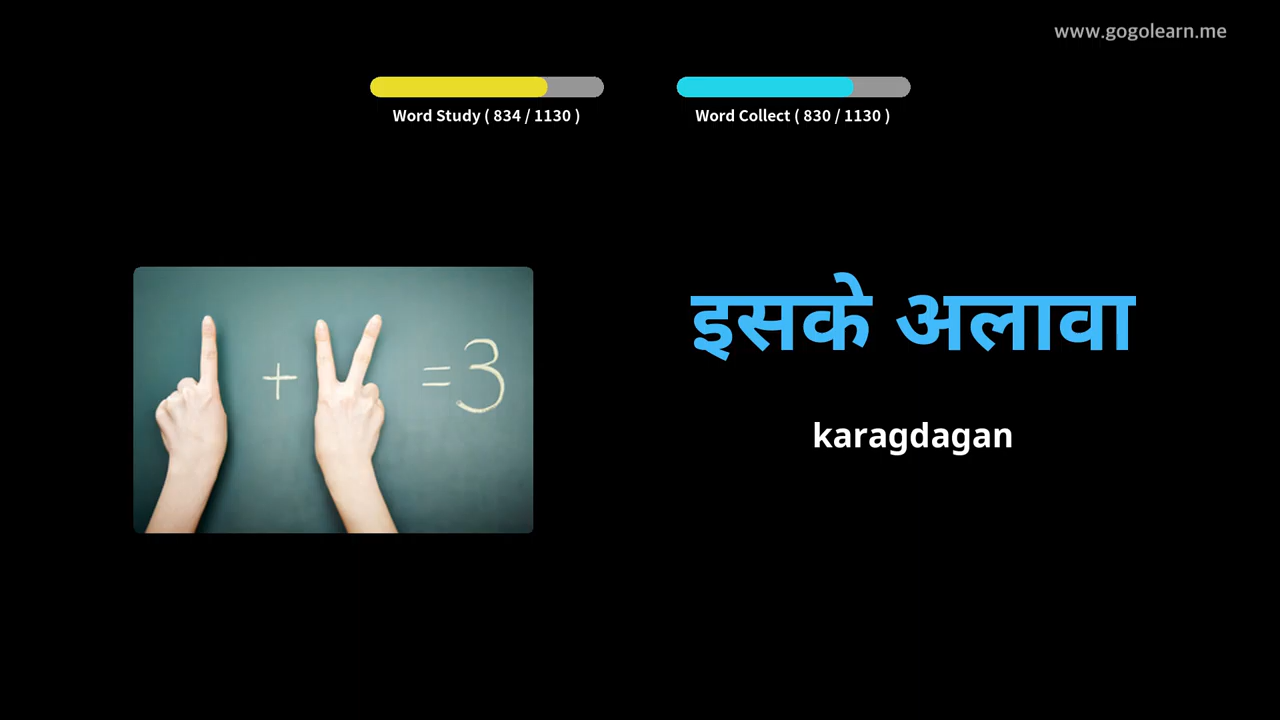 www.gogolearn.me
Word Study ( 834 / 1130 )
Word Collect ( 830 / 1130 )
+ =3
इसके अलावा
karagdagan